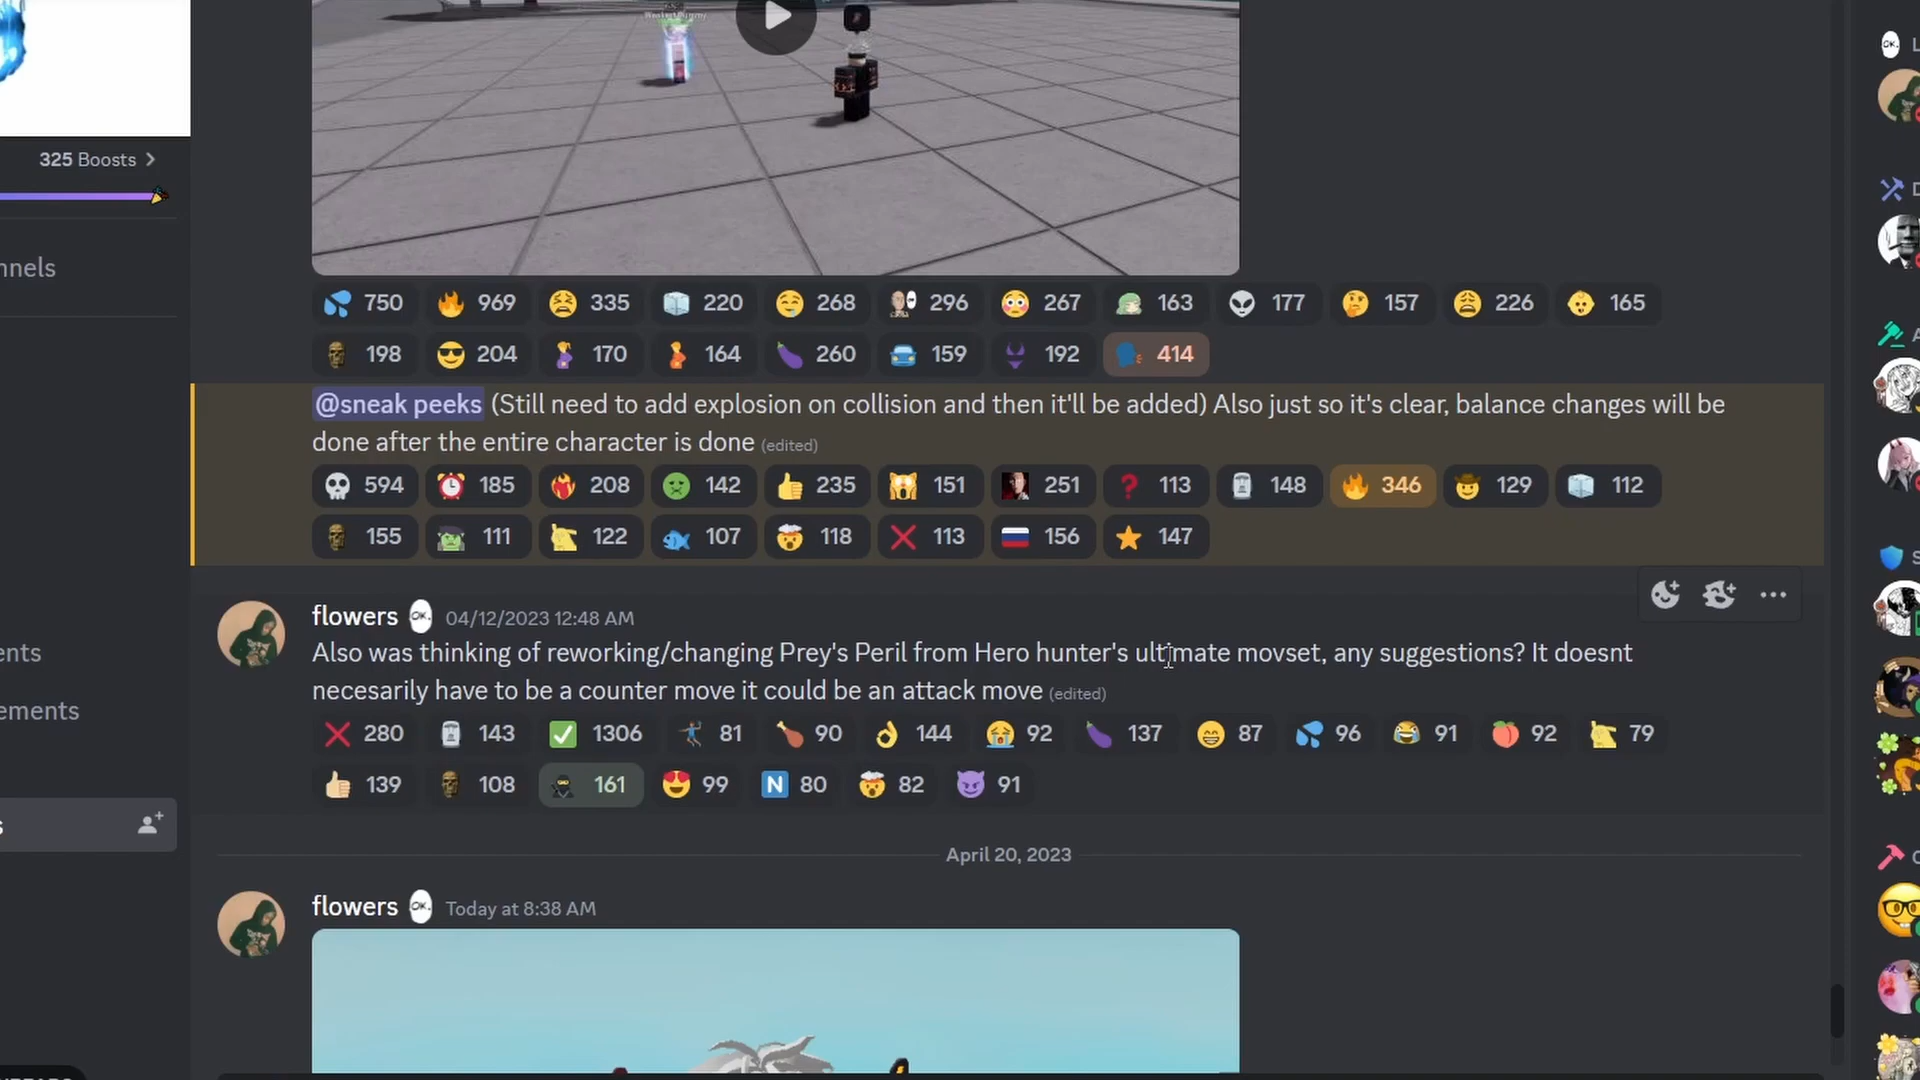 325 Boosts
nnels
ents
ements
s
750 969 335 220 268 296 267 163 177 157 226 165
198 204 170 164 260 159 192 414
@sneak peeks (Still need to add explosion on collision and then it'll be added) Also just so it's clear, balance changes will be
done after the entire character is done (edited)
594 185 208 142 235 151 251 113 148 346 129 112
155 111 122 107 118 113 156 147
flowers OK. 04/12/2023 12:48 AM
Also was thinking of reworking/changing Prey's Peril from Hero hunter's ultimate movset, any suggestions? It doesnt
necesarily have to be a counter move it could be an attack move (edited)
280 143 1306 81 90 144 92 137 87 96 91 92 79
139 108 161 99 N 80 82 91
April 20, 2023
flowers OK. Today at 8:38 AM